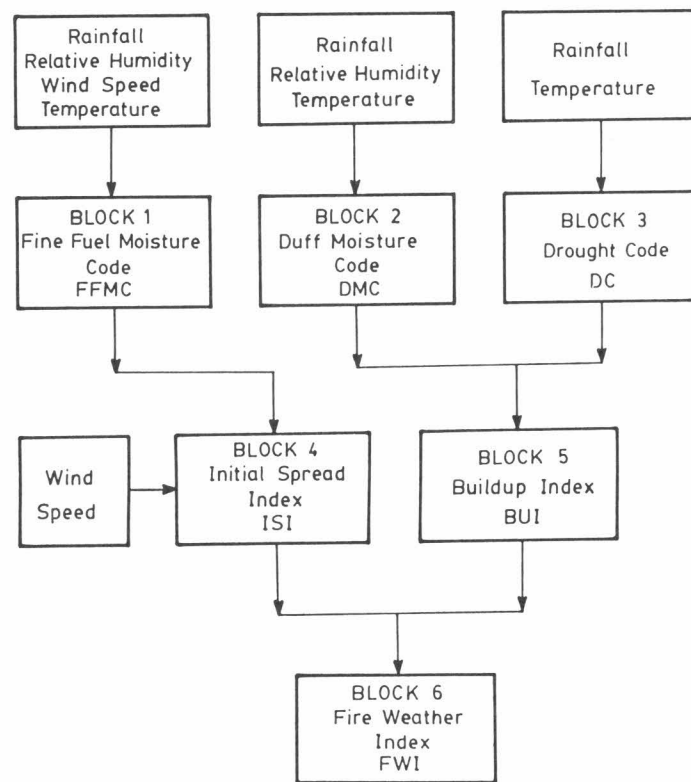 Rainfall
Relative Humidity
Wind Speed
Temperature
Rainfall
Relative Humidity
Temperature
Rainfall
Temperature
BLOCK 1
Fine Fuel Moisture
Code
FFMC
BLOCK 2
Duff Moisture
Code
DMC
BLOCK 3
Drought Code
DC
Wind
Speed
BLOCK 4
Initial Spread
Index
ISI
BLOCK 5
Buildup Index
BUI
BLOCK 6
Fire Weather
Index
FWI